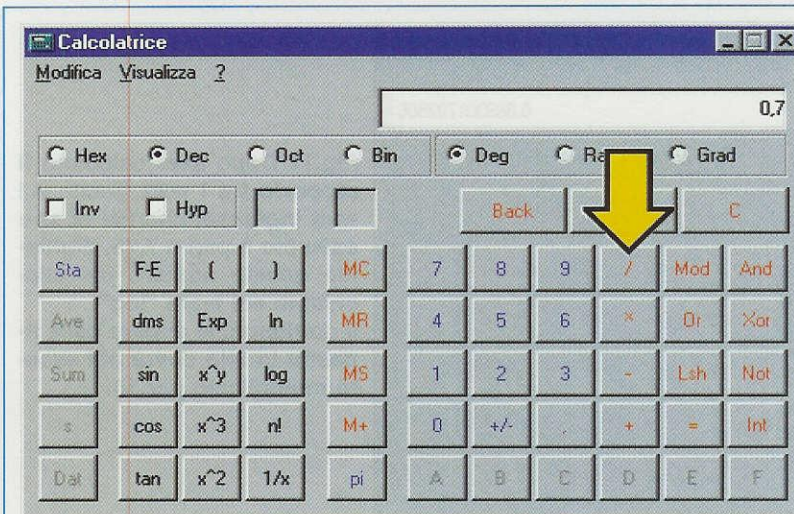 Calcolatrice
Modifica Visualizza ?
0,7
Hex Dec Oct Bin Deg Grad
Inv Hyp Back C
Sta F-E ( ) MC 7 8 9 / Mod And
Ave dms Exp ln MR 4 5 6 * Or Xor
Sum sin x^y log MS 1 2 3 - Lsh Not
s cos x^3 n! M+ 0 +/- , + = Int
Dat tan x^2 1/x pi A B C D E F